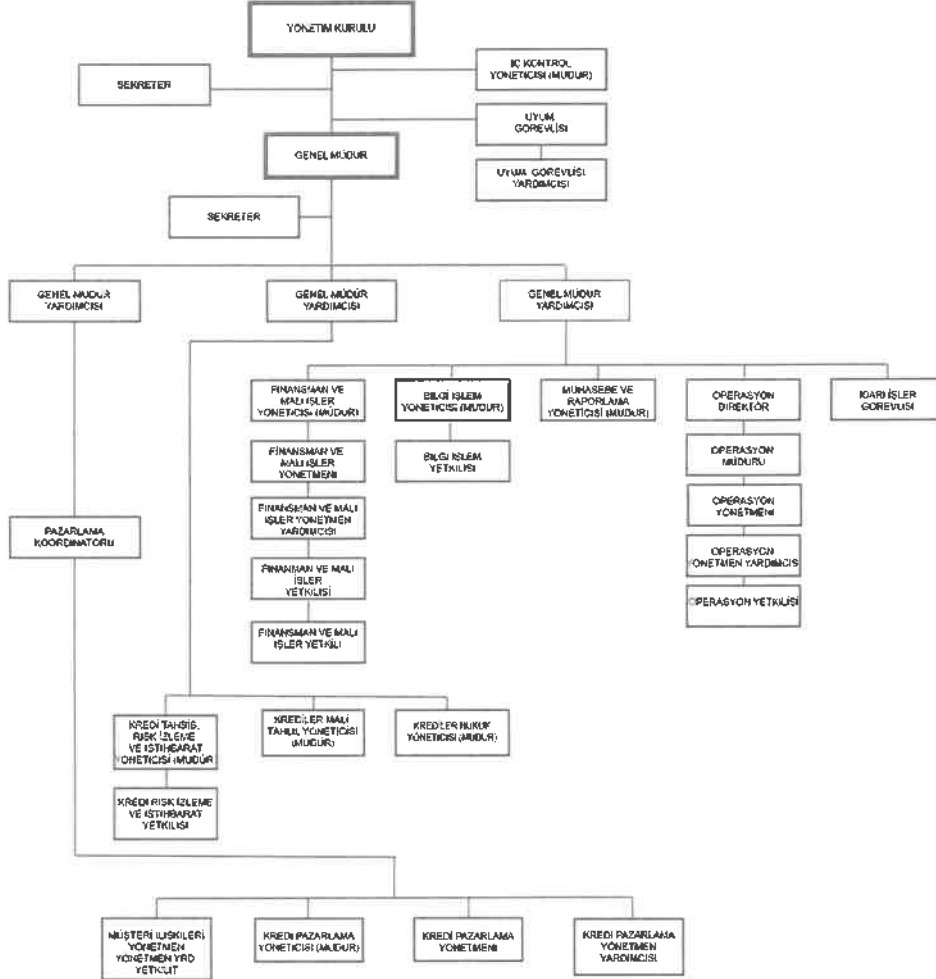 YÖNETİM KURULU
İÇ KONTROL
YÖNETİCİSİ (MÜDÜR)
SEKRETER
UYUM
GÖREVLİSİ
GENEL MÜDÜR
UYUM GÖREVLİSİ
YARDIMCISI
SEKRETER
GENEL MÜDÜR
YARDIMCISI
GENEL MÜDÜR
YARDIMCISI
GENEL MÜDÜR
YARDIMCISI
FİNANSMAN VE
MALİ İŞLER
YÖNETİCİSİ (MÜDÜR)
BİLGİ İŞLEM
YÖNETİCİSİ (MÜDÜR)
MUHASEBE VE
RAPORLAMA
YÖNETİCİSİ (MÜDÜR)
OPERASYON
DİREKTÖR
İDARİ İŞLER
GÖREVLİSİ
FİNANSMAN
VE MALİ İŞLER
YÖNETMENİ
BİLGİ İŞLEM
YETKİLİSİ
OPERASYON
MÜDÜRÜ
FİNANSMAN VE MALİ
İŞLER YÖNETMEN
YARDIMCISI
OPERASYON
YÖNETMENİ
PAZARLAMA
KOORDİNATÖRÜ
FİNANMAN VE MALİ
İŞLER
YETKİLİSİ
OPERASYON
YÖNETMEN YARDIMCIS
FİNANSMAN VE MALİ
İŞLER YETKİLİ
OPERASYON YETKİLİSİ
KREDİ TAHSİS,
RİSK İZLEME
VE İSTİHBARAT
YÖNETİCİSİ (MÜDÜR
KREDİLER MALİ
TAHLİL YÖNETİCİSİ
(MÜDÜR)
KREDİLER HUKUK
YÖNETİCİSİ (MÜDÜR)
KREDİ RİSK İZLEME
VE İSTİHBARAT
YETKİLİSİ
MÜŞTERİ İLİŞKİLERİ
YÖNETMEN
YÖNETMEN YRD
KREDİ PAZARLAMA
YÖNETİCİSİ (MÜDÜR)
KREDİ PAZARLAMA
YÖNETMENİ
KREDİ PAZARLAMA
YÖNETMEN
YARDIMCISI